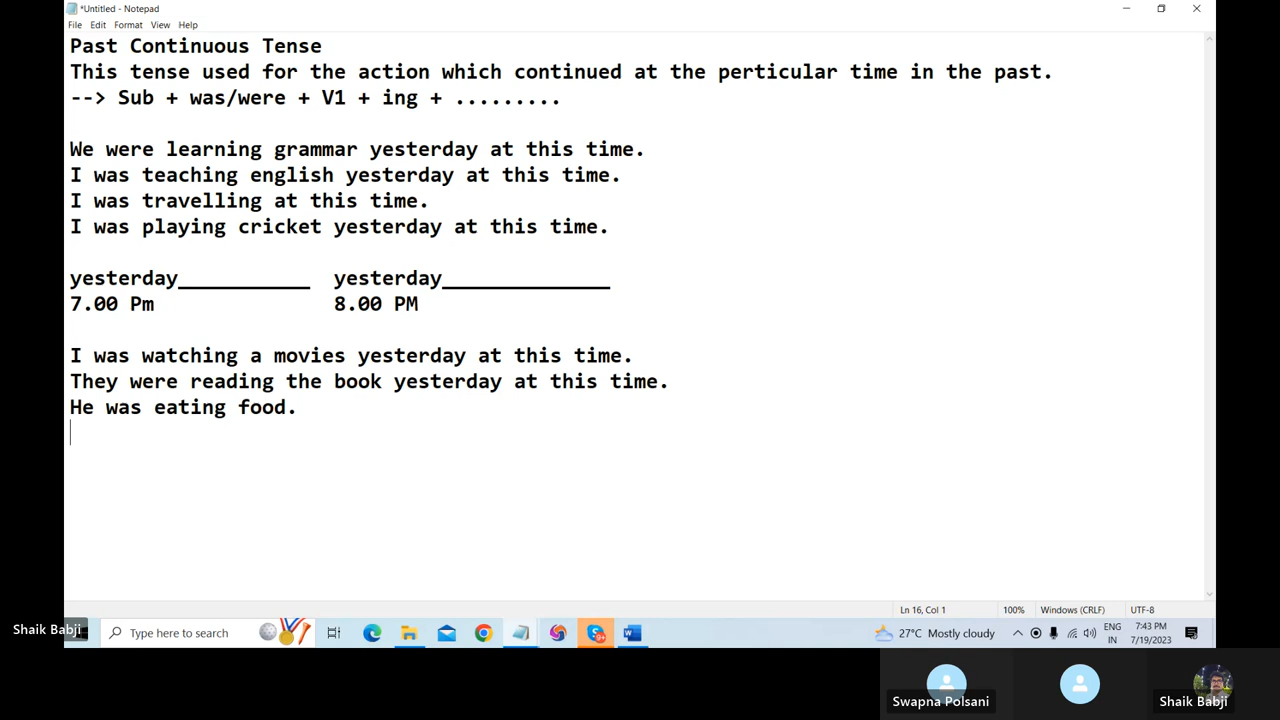 *Untitled - Notepad
File Edit Format View Help
Past Continuous Tense
This tense used for the action which continued at the perticular time in the past.
--> Sub + was/were + V1 + ing + .........
We were learning grammar yesterday at this time.
I was teaching english yesterday at this time.
I was travelling at this time.
I was playing cricket yesterday at this time.
yesterday__________ yesterday______________
7.00 Pm 8.00 PM
I was watching a movies yesterday at this time.
They were reading the book yesterday at this time.
He was eating food.
Ln 16, Col 1 100% Windows (CRLF) UTF-8
Shaik Babji
Type here to search
27°C Mostly cloudy
ENG
IN
7:43 PM
7/19/2023
Swapna Polsani
Shaik Babji